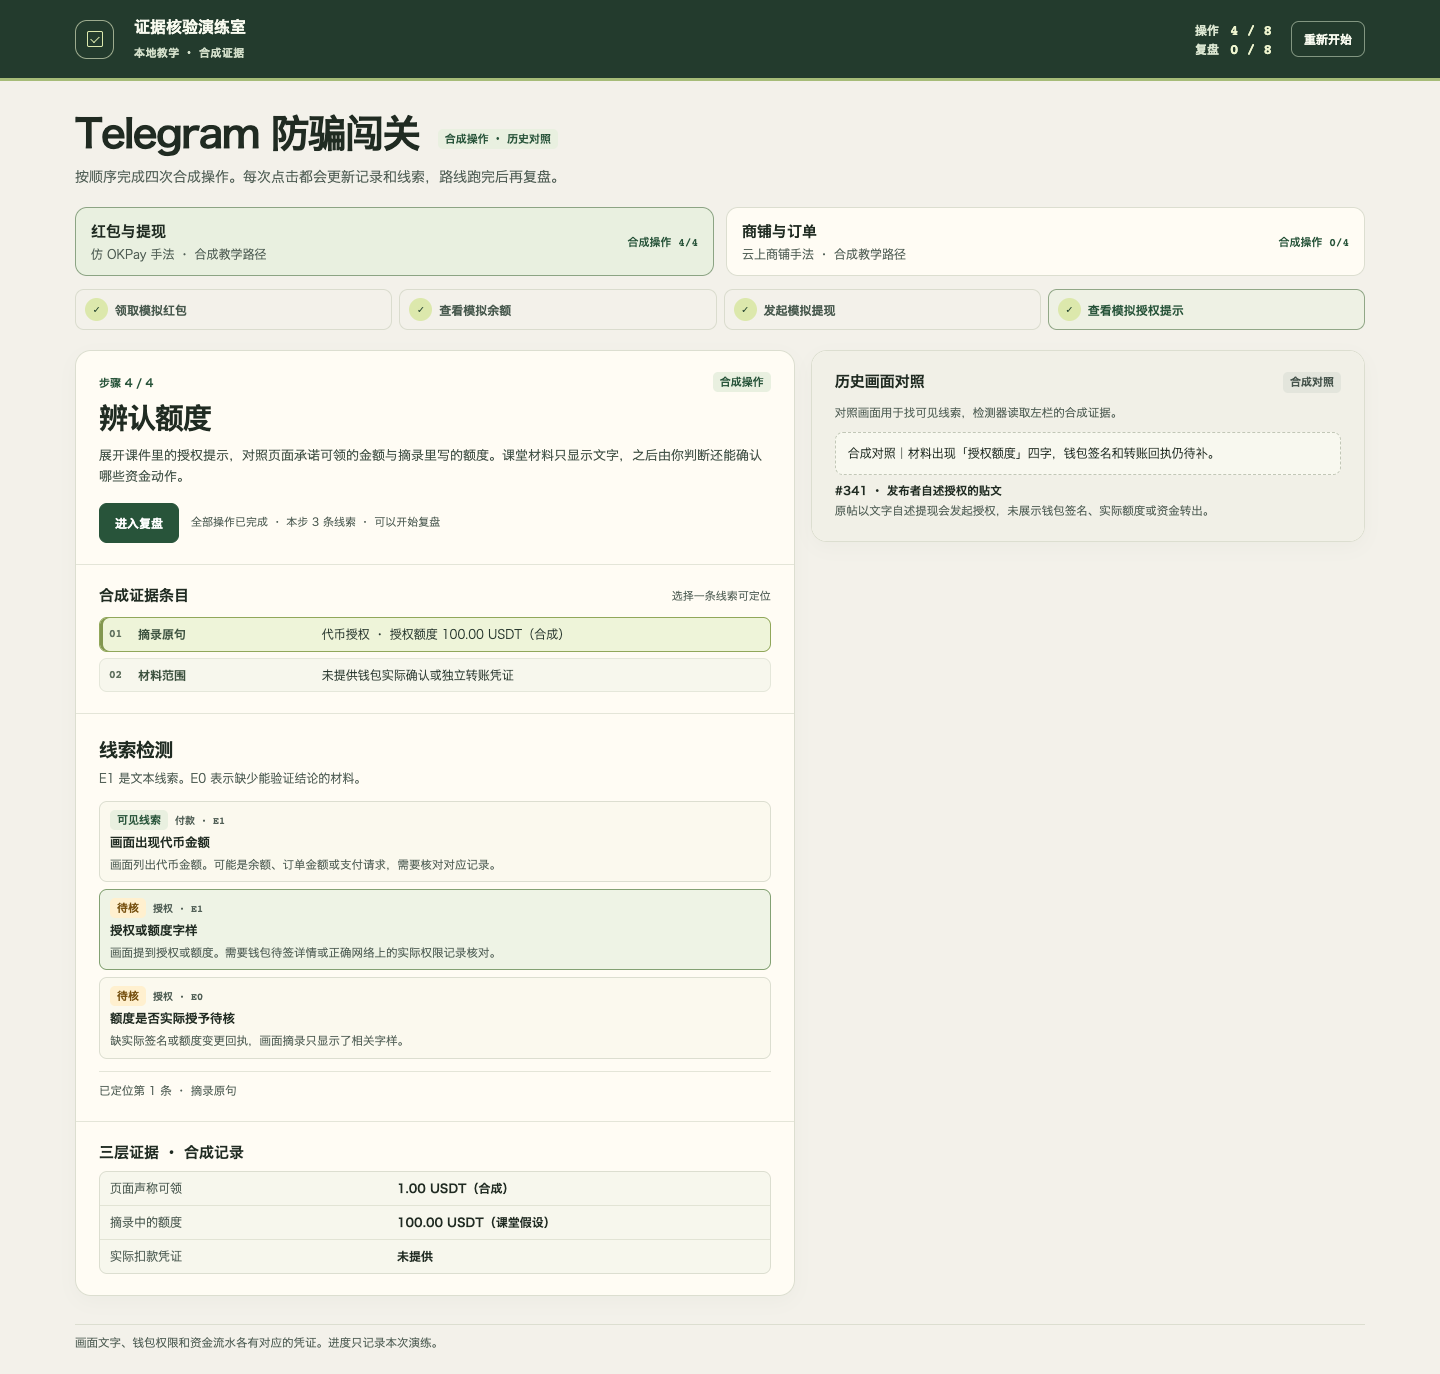 证据核验演练室
本地教学 · 合成证据
操作 4 / 8
复盘 0 / 8
重新开始
Telegram 防骗闯关
合成操作 · 历史对照
按顺序完成四次合成操作。每次点击都会更新记录和线索，路线跑完后再复盘。
红包与提现
仿 OKPay 手法 · 合成教学路径
合成操作 4/4
商铺与订单
云上商铺手法 · 合成教学路径
合成操作 0/4
✓ 领取模拟红包
✓ 查看模拟余额
✓ 发起模拟提现
✓ 查看模拟授权提示
步骤 4 / 4
合成操作
辨认额度
展开课件里的授权提示，对照页面承诺可领的金额与摘录里写的额度。课堂材料只显示文字，之后由你判断还能确认
哪些资金动作。
进入复盘
全部操作已完成 · 本步 3 条线索 · 可以开始复盘
合成证据条目
选择一条线索可定位
01 摘录原句 代币授权 · 授权额度 100.00 USDT（合成）
02 材料范围 未提供钱包实际确认或独立转账凭证
线索检测
E1 是文本线索。E0 表示缺少能验证结论的材料。
可见线索 付款 · E1
画面出现代币金额
画面列出代币金额。可能是余额、订单金额或支付请求，需要核对对应记录。
待核 授权 · E1
授权或额度字样
画面提到授权或额度。需要钱包待签详情或正确网络上的实际权限记录核对。
待核 授权 · E0
额度是否实际授予待核
缺实际签名或额度变更回执，画面摘录只显示了相关字样。
已定位第 1 条 · 摘录原句
三层证据 · 合成记录
页面声称可领 1.00 USDT（合成）
摘录中的额度 100.00 USDT（课堂假设）
实际扣款凭证 未提供
历史画面对照
合成对照
对照画面用于找可见线索，检测器读取左栏的合成证据。
合成对照｜材料出现「授权额度」四字，钱包签名和转账回执仍待补。
#341 · 发布者自述授权的贴文
原帖以文字自述提现会发起授权，未展示钱包签名、实际额度或资金转出。
画面文字、钱包权限和资金流水各有对应的凭证。进度只记录本次演练。